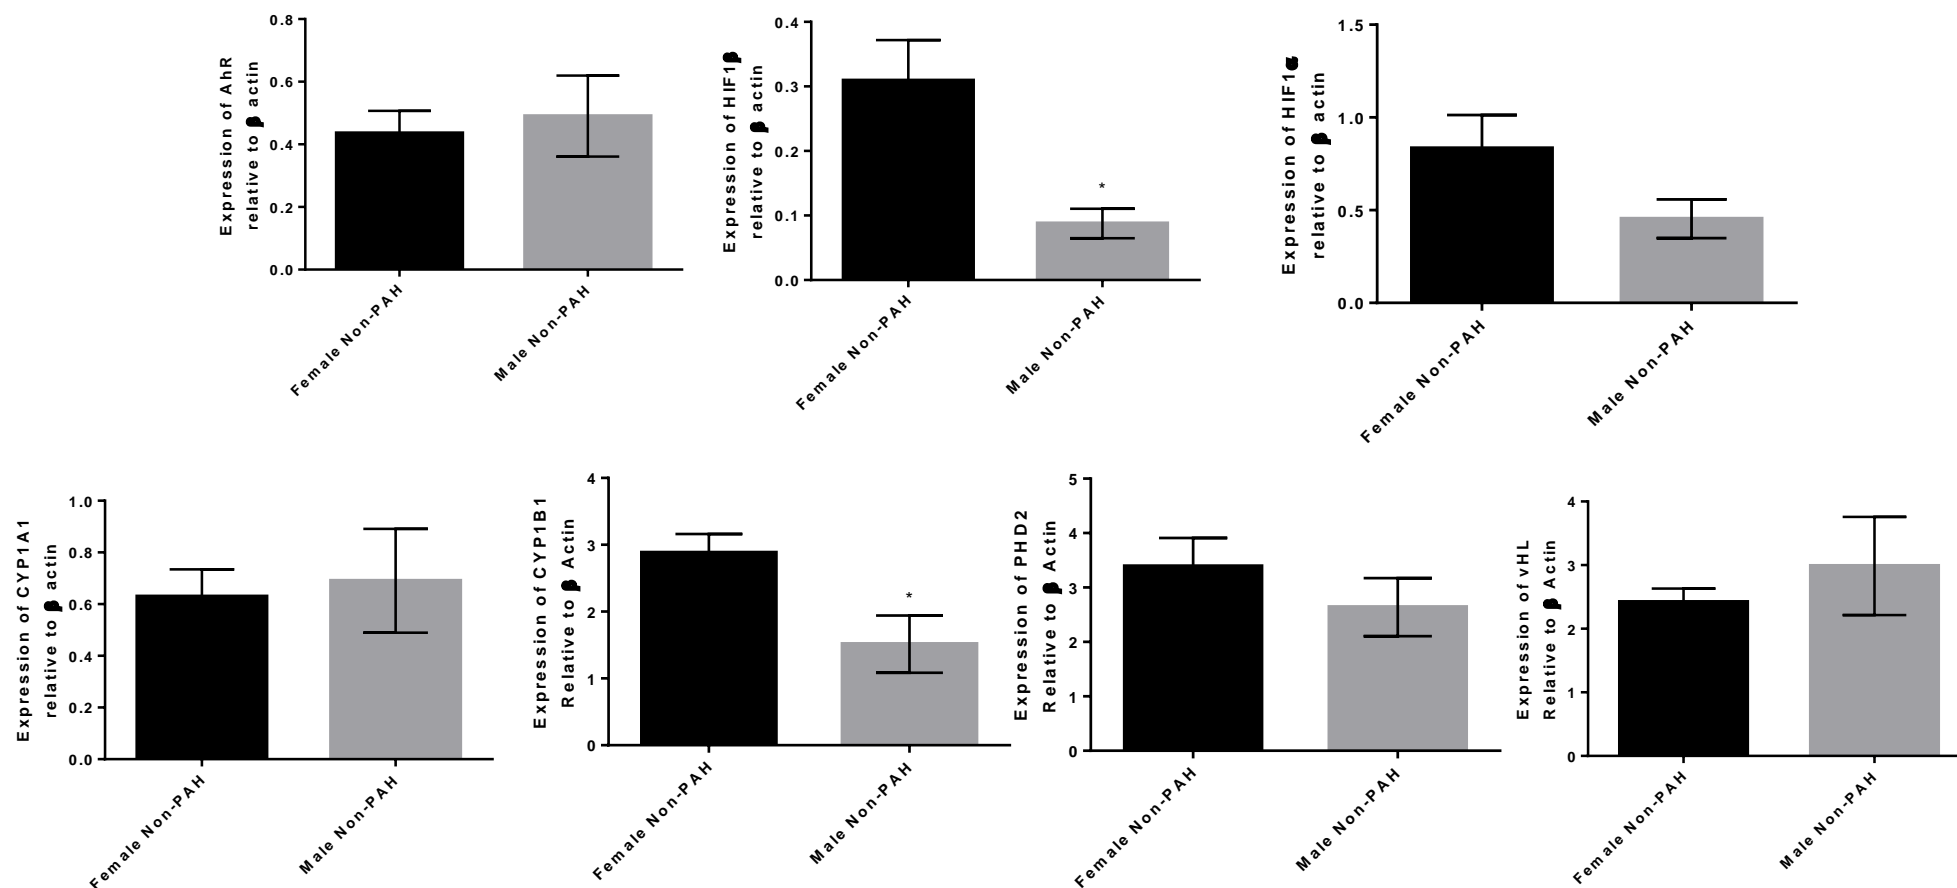 Expression of AhR
relative to β actin
0.8
0.6
0.4
0.2
0.0
Female Non-PAH
Male Non-PAH
Expression of HIF1β
relative to β actin
0.4
0.3
0.2
0.1
0.0
*
Female Non-PAH
Male Non-PAH
Expression of HIF1α
relative to β actin
1.5
1.0
0.5
0.0
Female Non-PAH
Male Non-PAH
Expression of CYP1A1
relative to β actin
1.0
0.8
0.6
0.4
0.2
0.0
Female Non-PAH
Male Non-PAH
Expression of CYP1B1
Relative to β Actin
4
3
2
1
0
*
Female Non-PAH
Male Non-PAH
Expression of PHD2
Relative to β Actin
5
4
3
2
1
0
Female Non-PAH
Male Non-PAH
Expression of vHL
Relative to β Actin
4
3
2
1
0
Female Non-PAH
Male Non-PAH